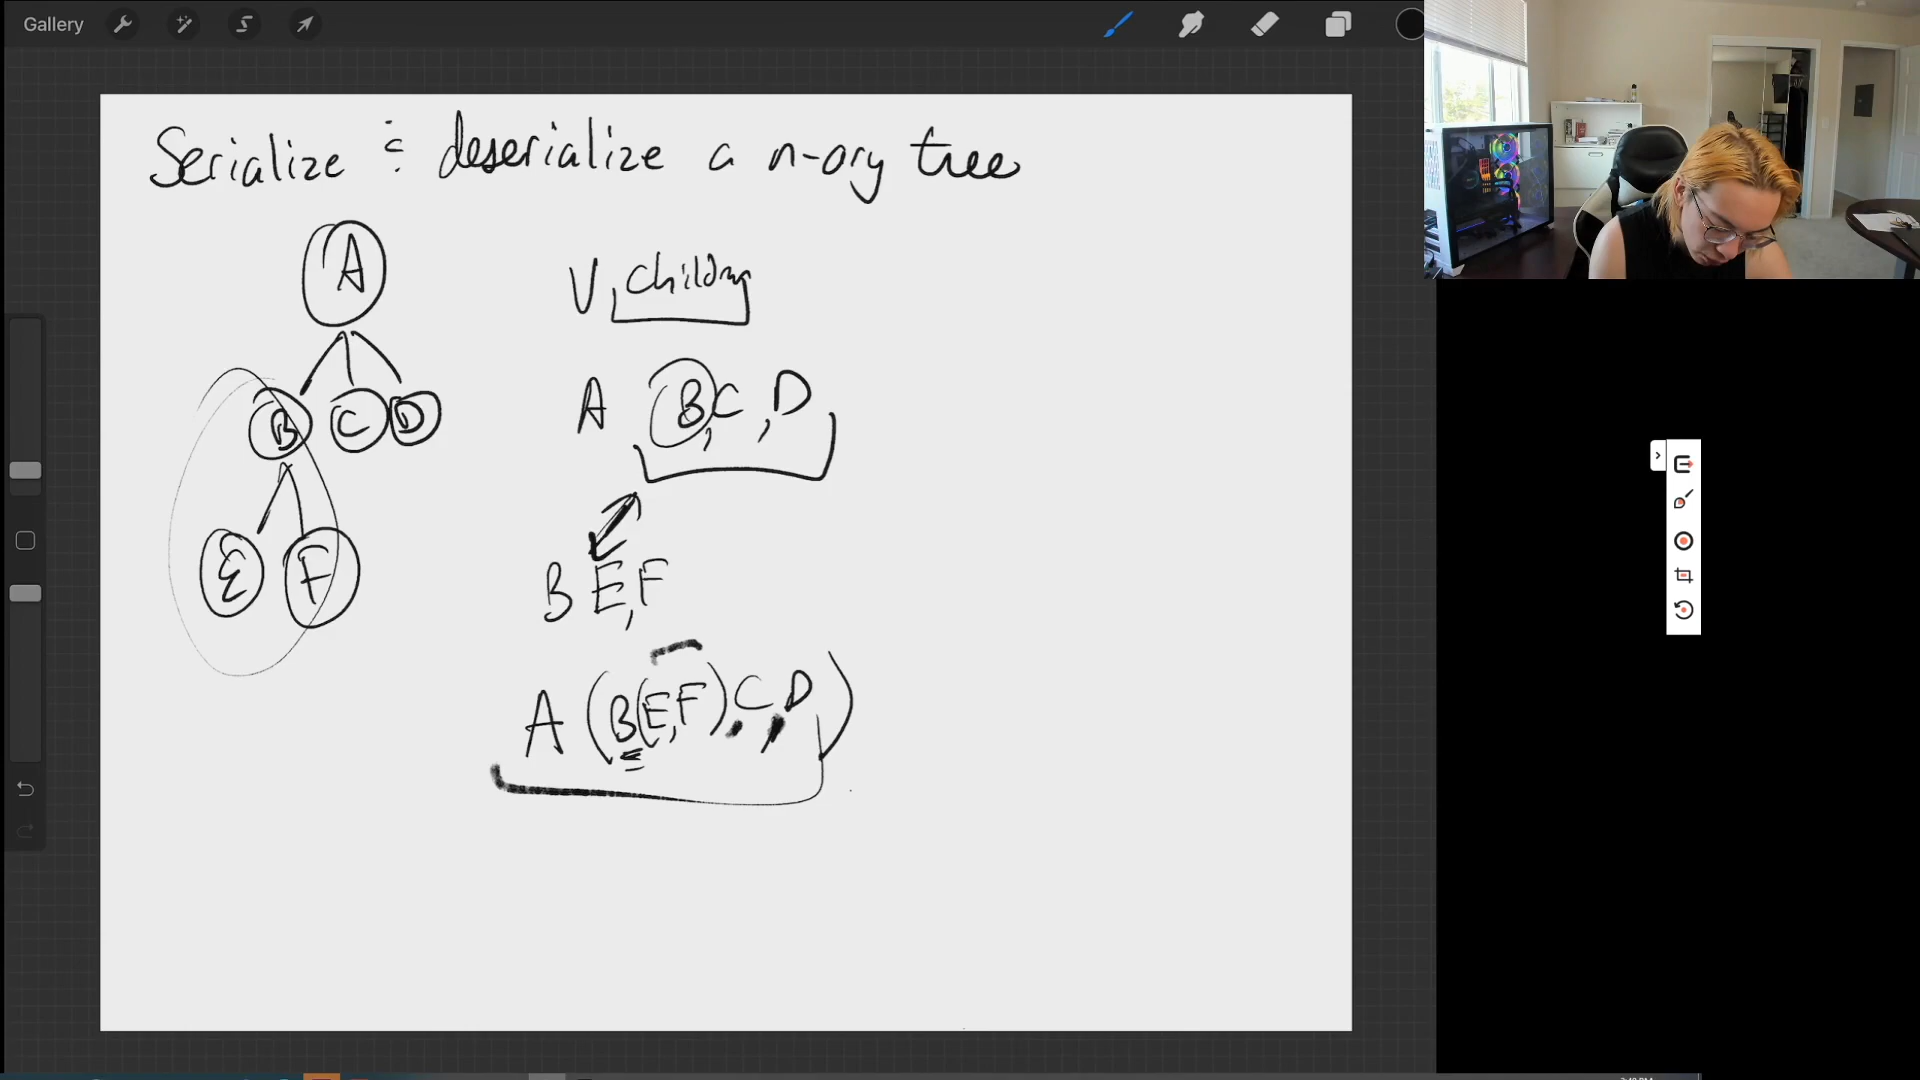 Gallery
Serialize & deserialize a n-ary tree
A
V, children
B C D
A B, C, D
E F
B E, F
A (B(E, F), C, D)